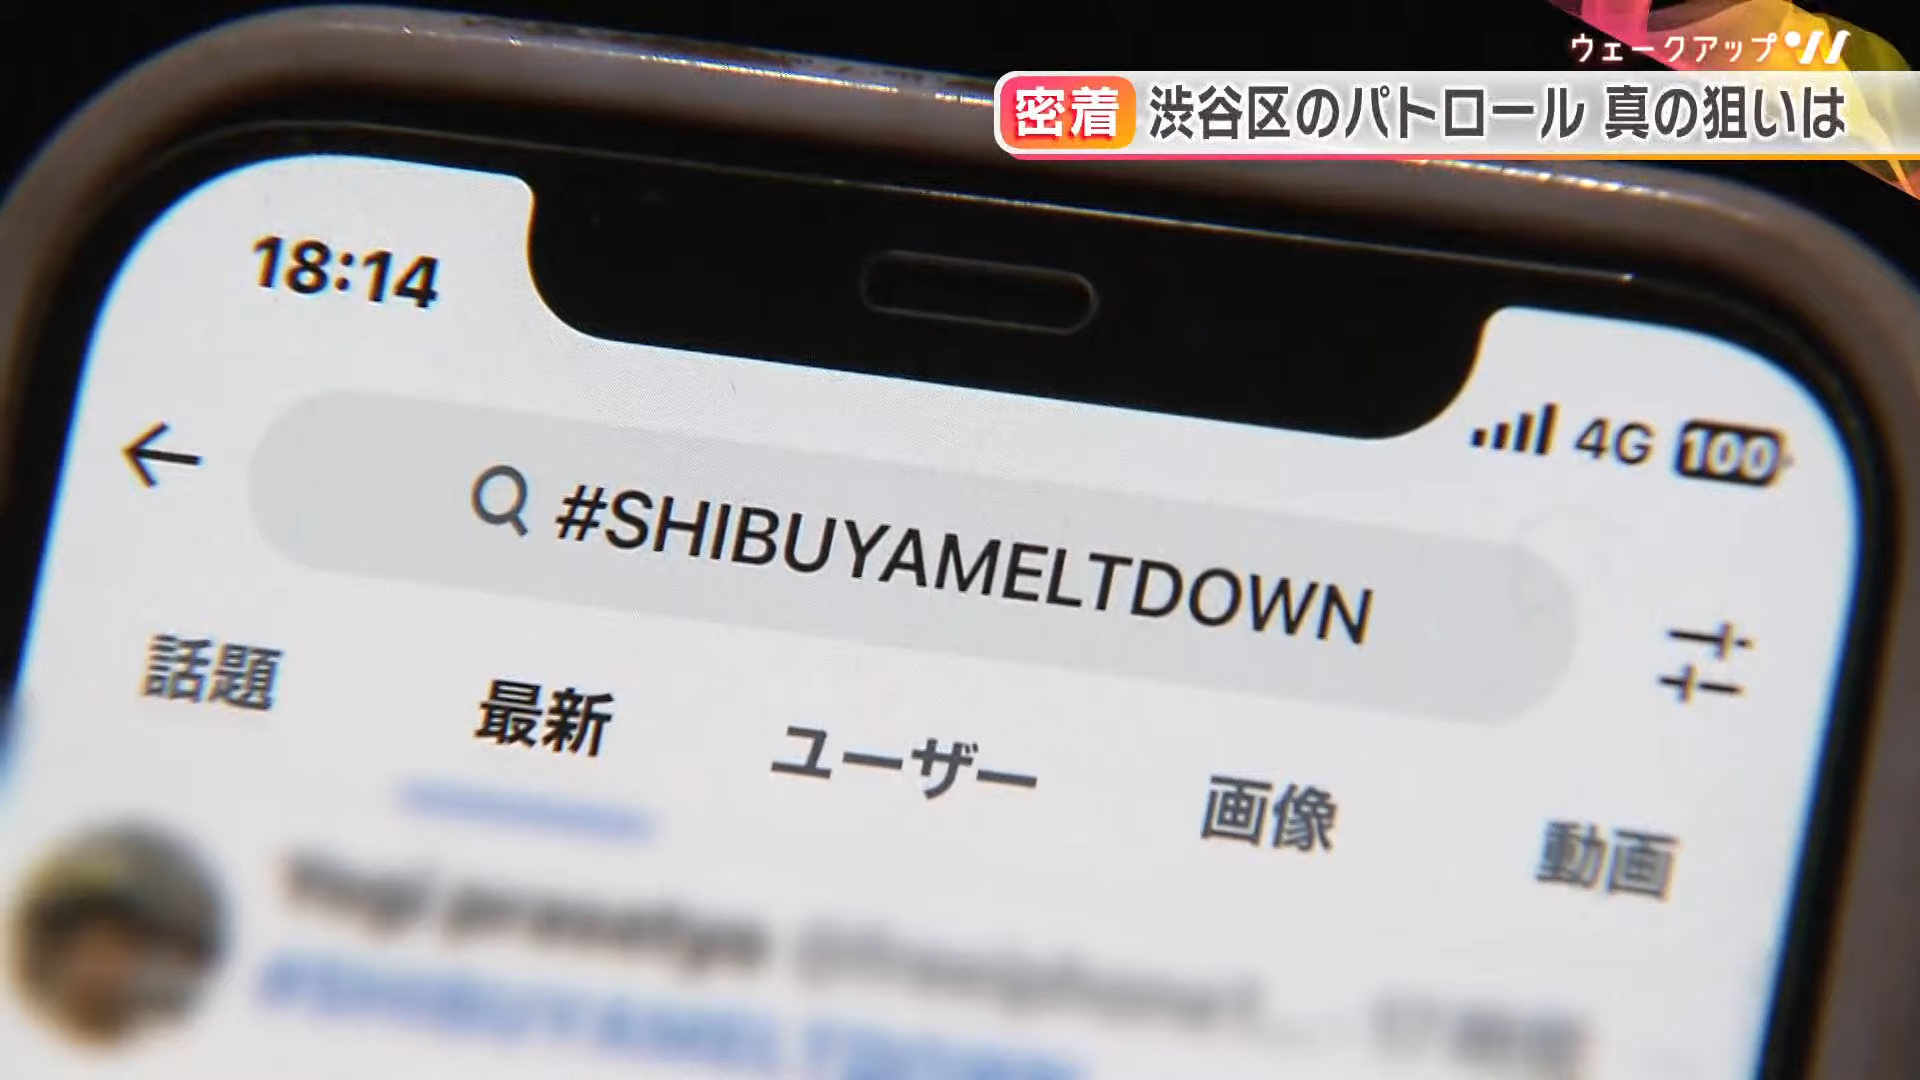 ウェークアップ
密着 渋谷区のパトロール 真の狙いは
18:14
4G 100
#SHIBUYAMELTDOWN
話題 最新 ユーザー 画像 動画
#SHIBUYAMELTDOWN